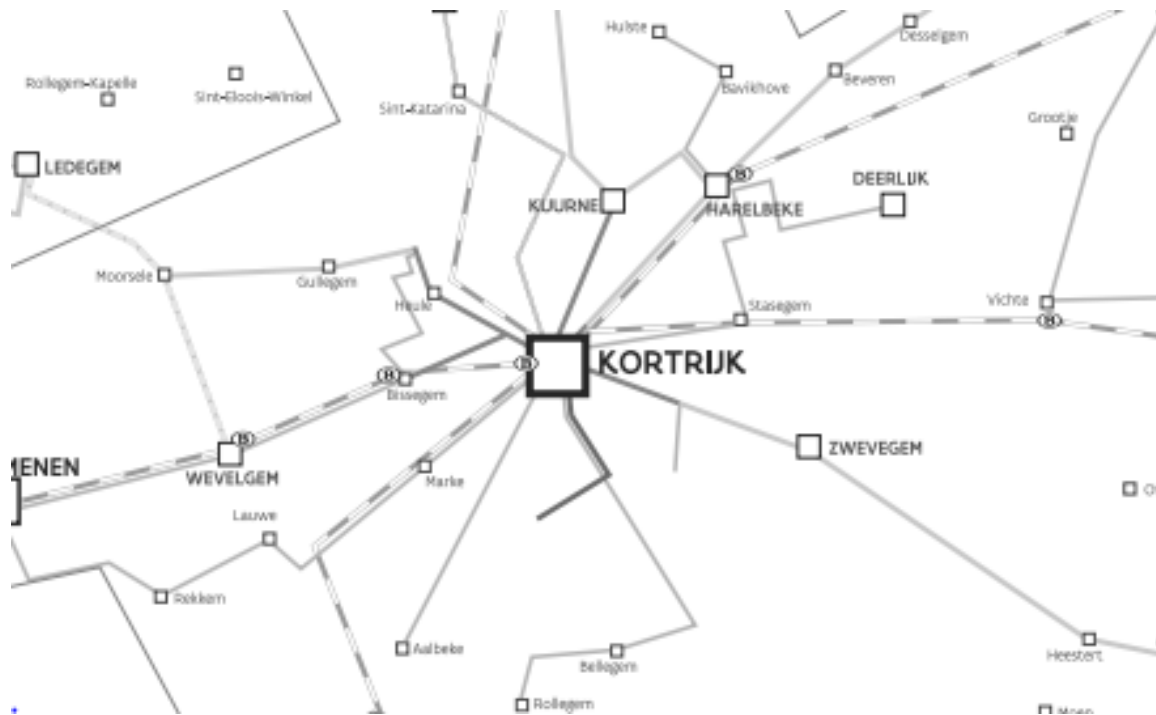 Hulste
Desselgem
Rollegem-Kapelle
Sint-Eloois-Winkel
Beveren
Bavikhove
Sint-Katarina
Grootje
LEDEGEM
B
DEERLIJK
KUURNE
HARELBEKE
Moorsele
Gullegem
Heule
Stasegem
Vichte
B
KORTRIJK
B
B
Bissegem
B
ZWEVEGEM
MENEN
WEVELGEM
Marke
Lauwe
Rekkem
Aalbeke
Bellegem
Heestert
Rollegem
Moen